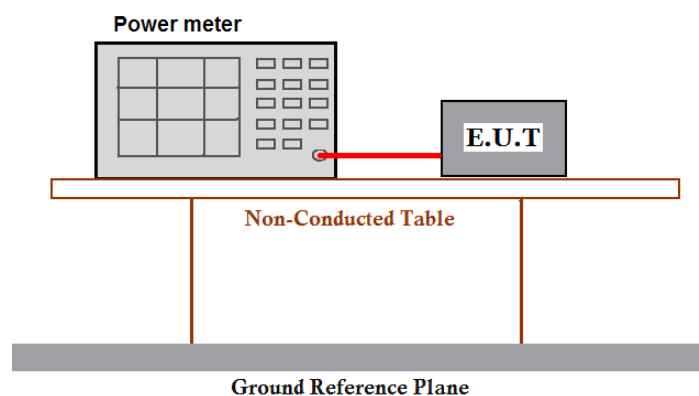 Power meter
E.U.T
Non-Conducted Table
Ground Reference Plane